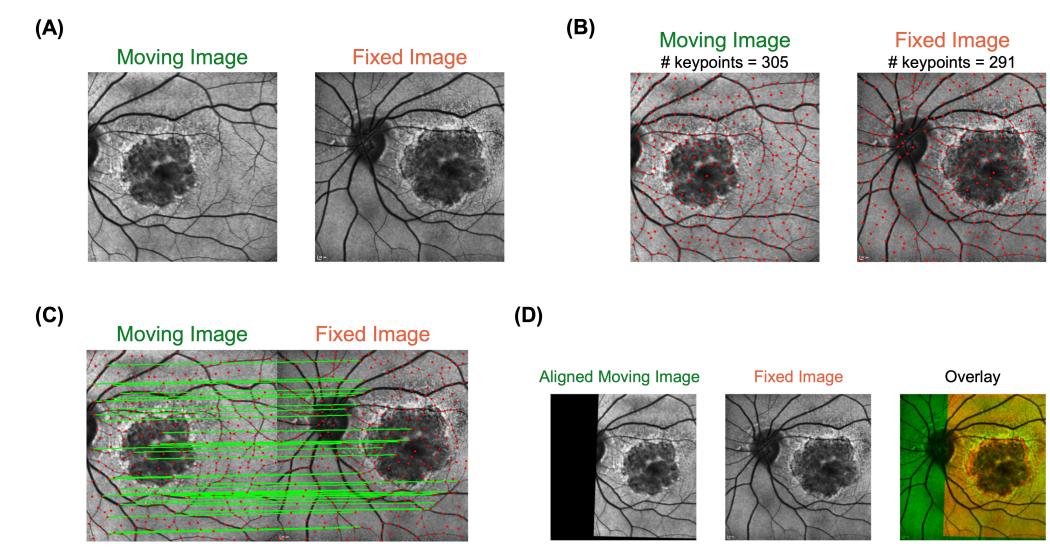 (A)
Moving Image
Fixed Image
(B)
Moving Image
# keypoints = 305
Fixed Image
# keypoints = 291
(C)
Moving Image
Fixed Image
(D)
Aligned Moving Image
Fixed Image
Overlay